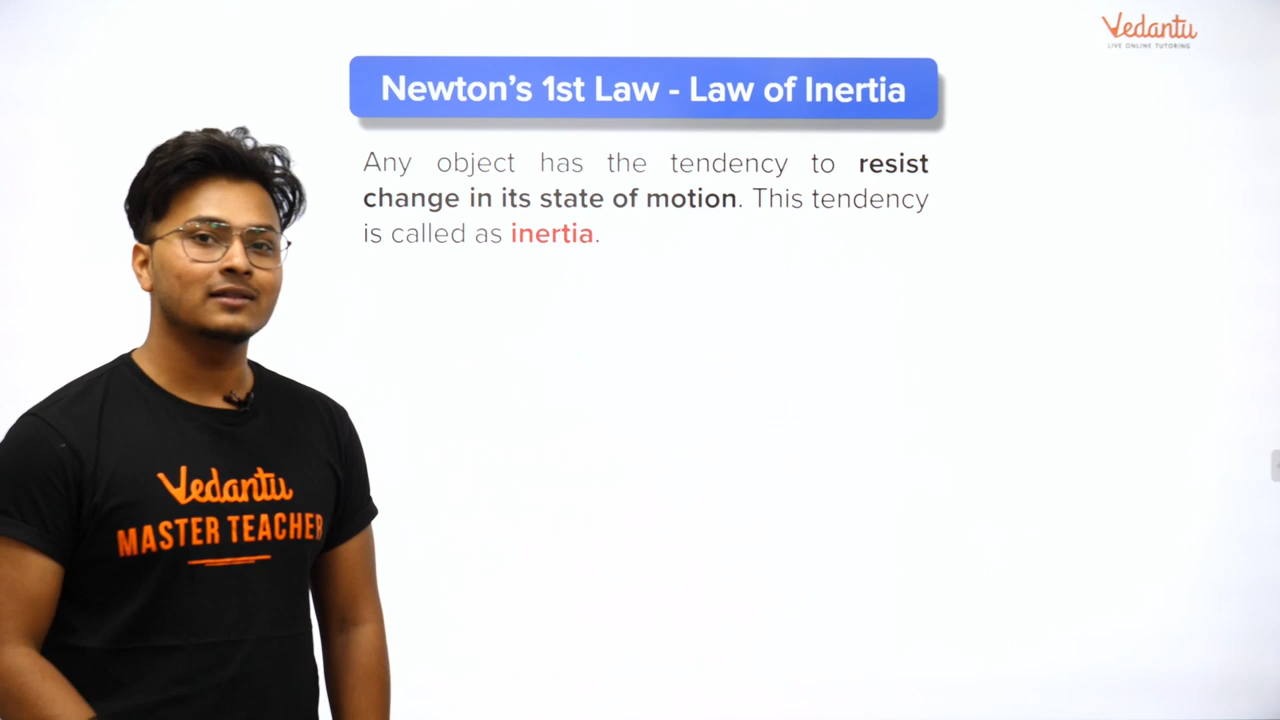 Vedantu
LIVE ONLINE TUTORING
Newton's 1st Law - Law of Inertia
Any object has the tendency to resist
change in its state of motion. This tendency
is called as inertia.
Vedantu
MASTER TEACHER